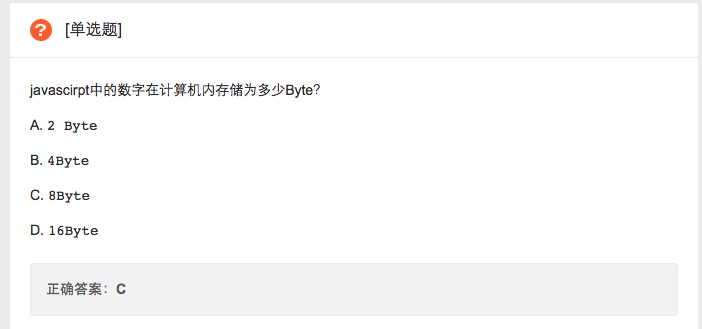 ? [单选题]
javascirpt中的数字在计算机内存储为多少Byte?
A. 2 Byte
B. 4Byte
C. 8Byte
D. 16Byte
正确答案：C